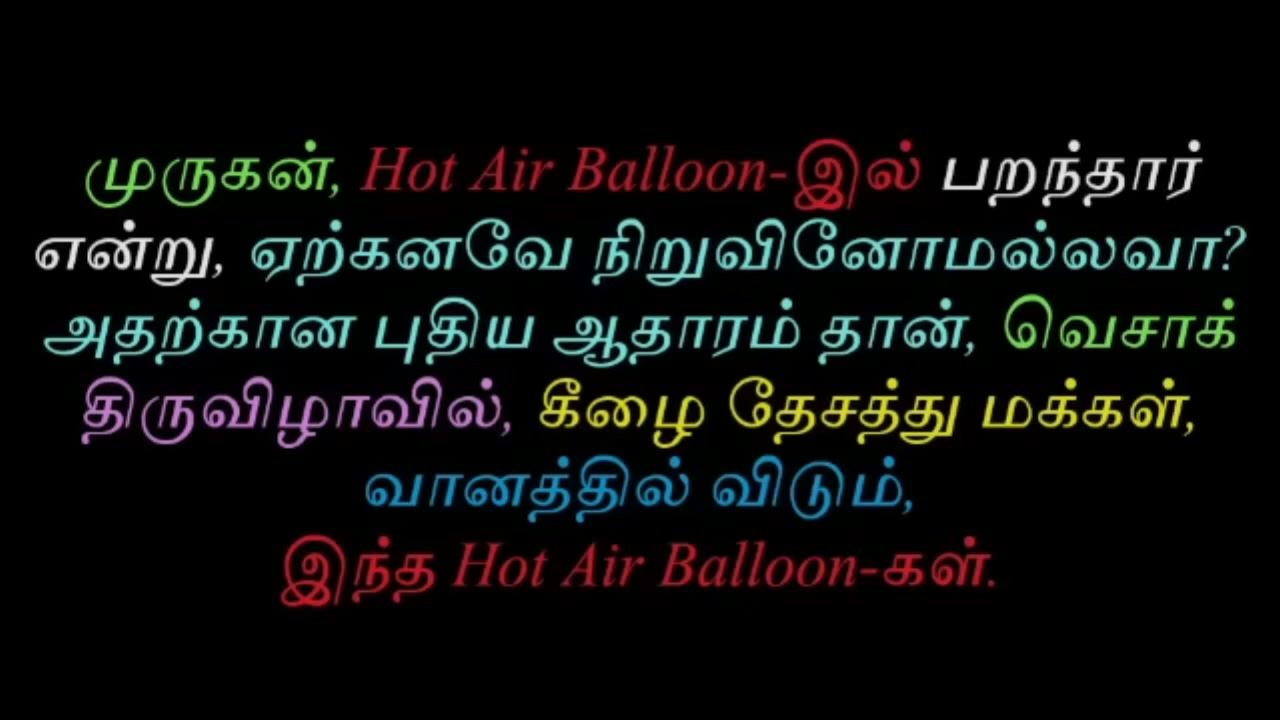 முருகன், Hot Air Balloon-இல் பறந்தார்
என்று, ஏற்கனவே நிறுவினோமல்லவா?
அதற்கான புதிய ஆதாரம் தான், வெசாக்
திருவிழாவில், கீழை தேசத்து மக்கள்,
வானத்தில் விடும்,
இந்த Hot Air Balloon-கள்.